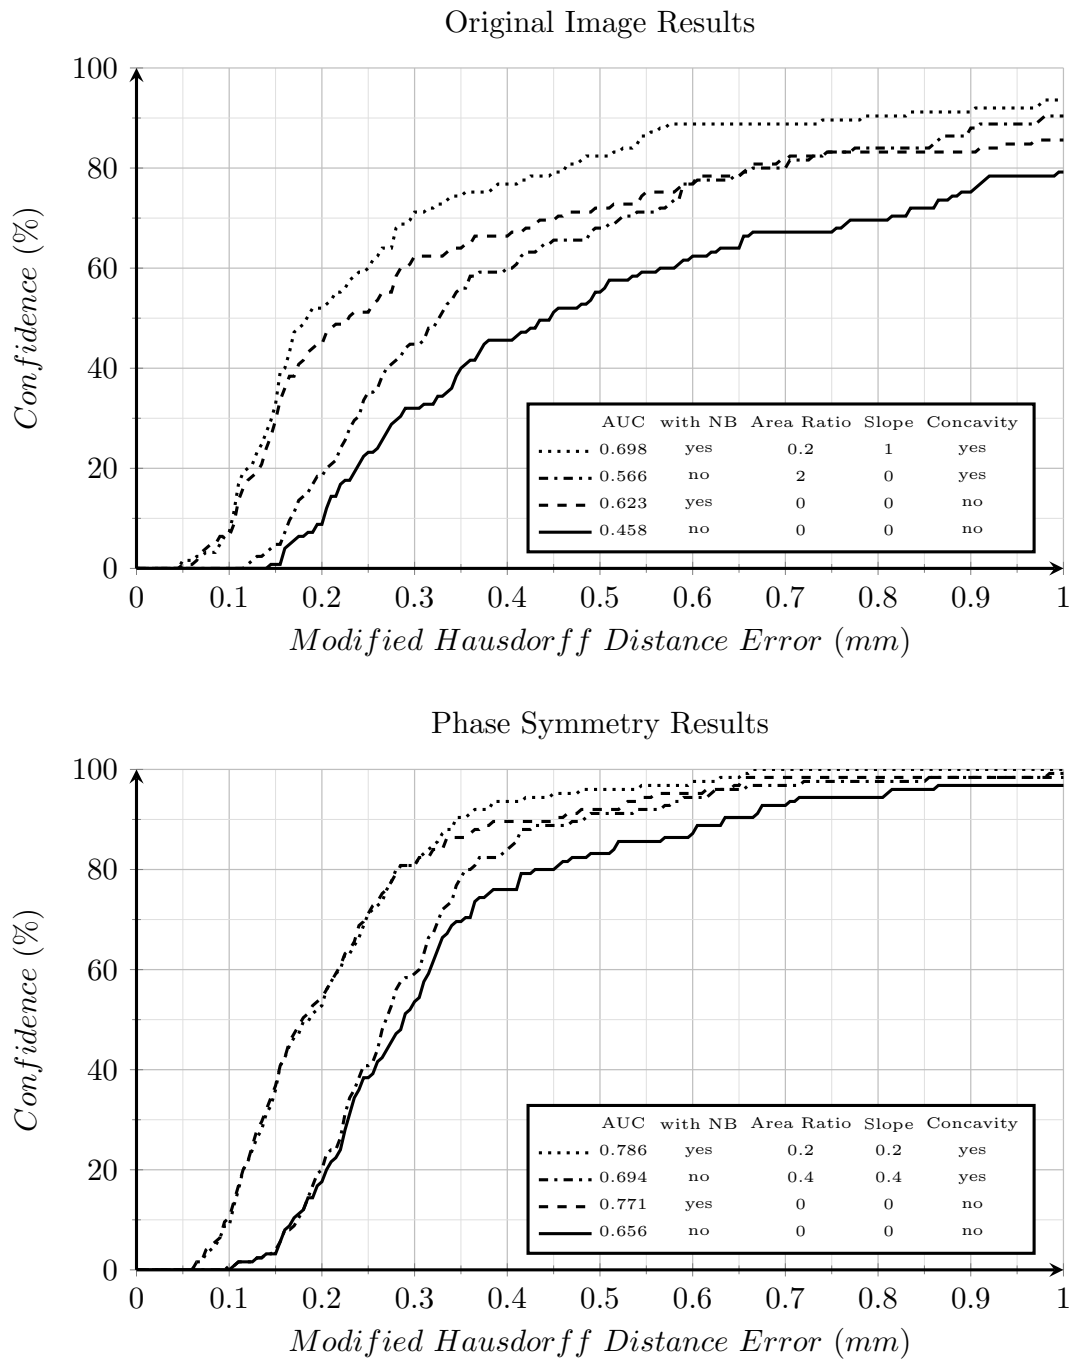 Original Image Results
100
80
60
40
20
0
Confidence (%)
AUC with NB Area Ratio Slope Concavity
0.698 yes 0.2 1 yes
0.566 no 2 0 yes
0.623 yes 0 0 no
0.458 no 0 0 no
0 0.1 0.2 0.3 0.4 0.5 0.6 0.7 0.8 0.9 1
Modified Hausdorff Distance Error (mm)
Phase Symmetry Results
100
80
60
40
20
0
Confidence (%)
AUC with NB Area Ratio Slope Concavity
0.786 yes 0.2 0.2 yes
0.694 no 0.4 0.4 yes
0.771 yes 0 0 no
0.656 no 0 0 no
0 0.1 0.2 0.3 0.4 0.5 0.6 0.7 0.8 0.9 1
Modified Hausdorff Distance Error (mm)